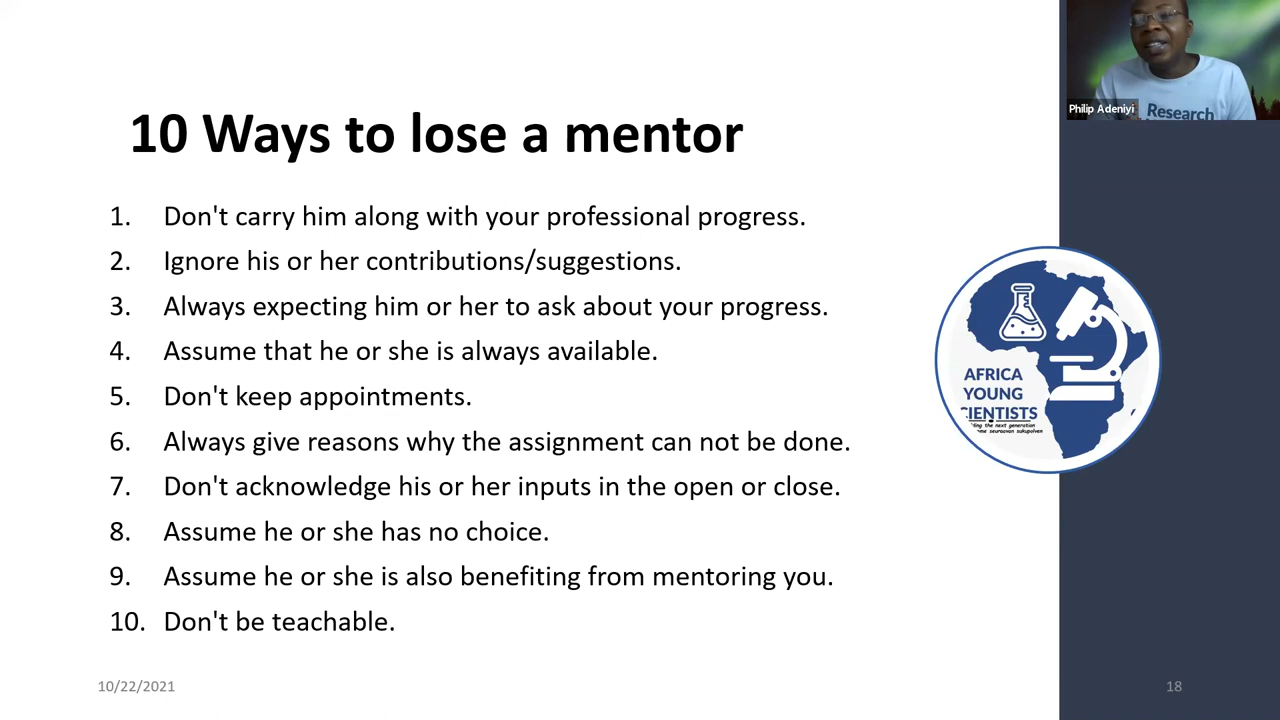 10 Ways to lose a mentor
1. Don't carry him along with your professional progress.
2. Ignore his or her contributions/suggestions.
3. Always expecting him or her to ask about your progress.
4. Assume that he or she is always available.
5. Don't keep appointments.
6. Always give reasons why the assignment can not be done.
7. Don't acknowledge his or her inputs in the open or close.
8. Assume he or she has no choice.
9. Assume he or she is also benefiting from mentoring you.
10. Don't be teachable.
10/22/2021
18
Philip Adeniyi
Research
AFRICA
YOUNG
CIENTISTS
the next generation
seuraavan sukupolven